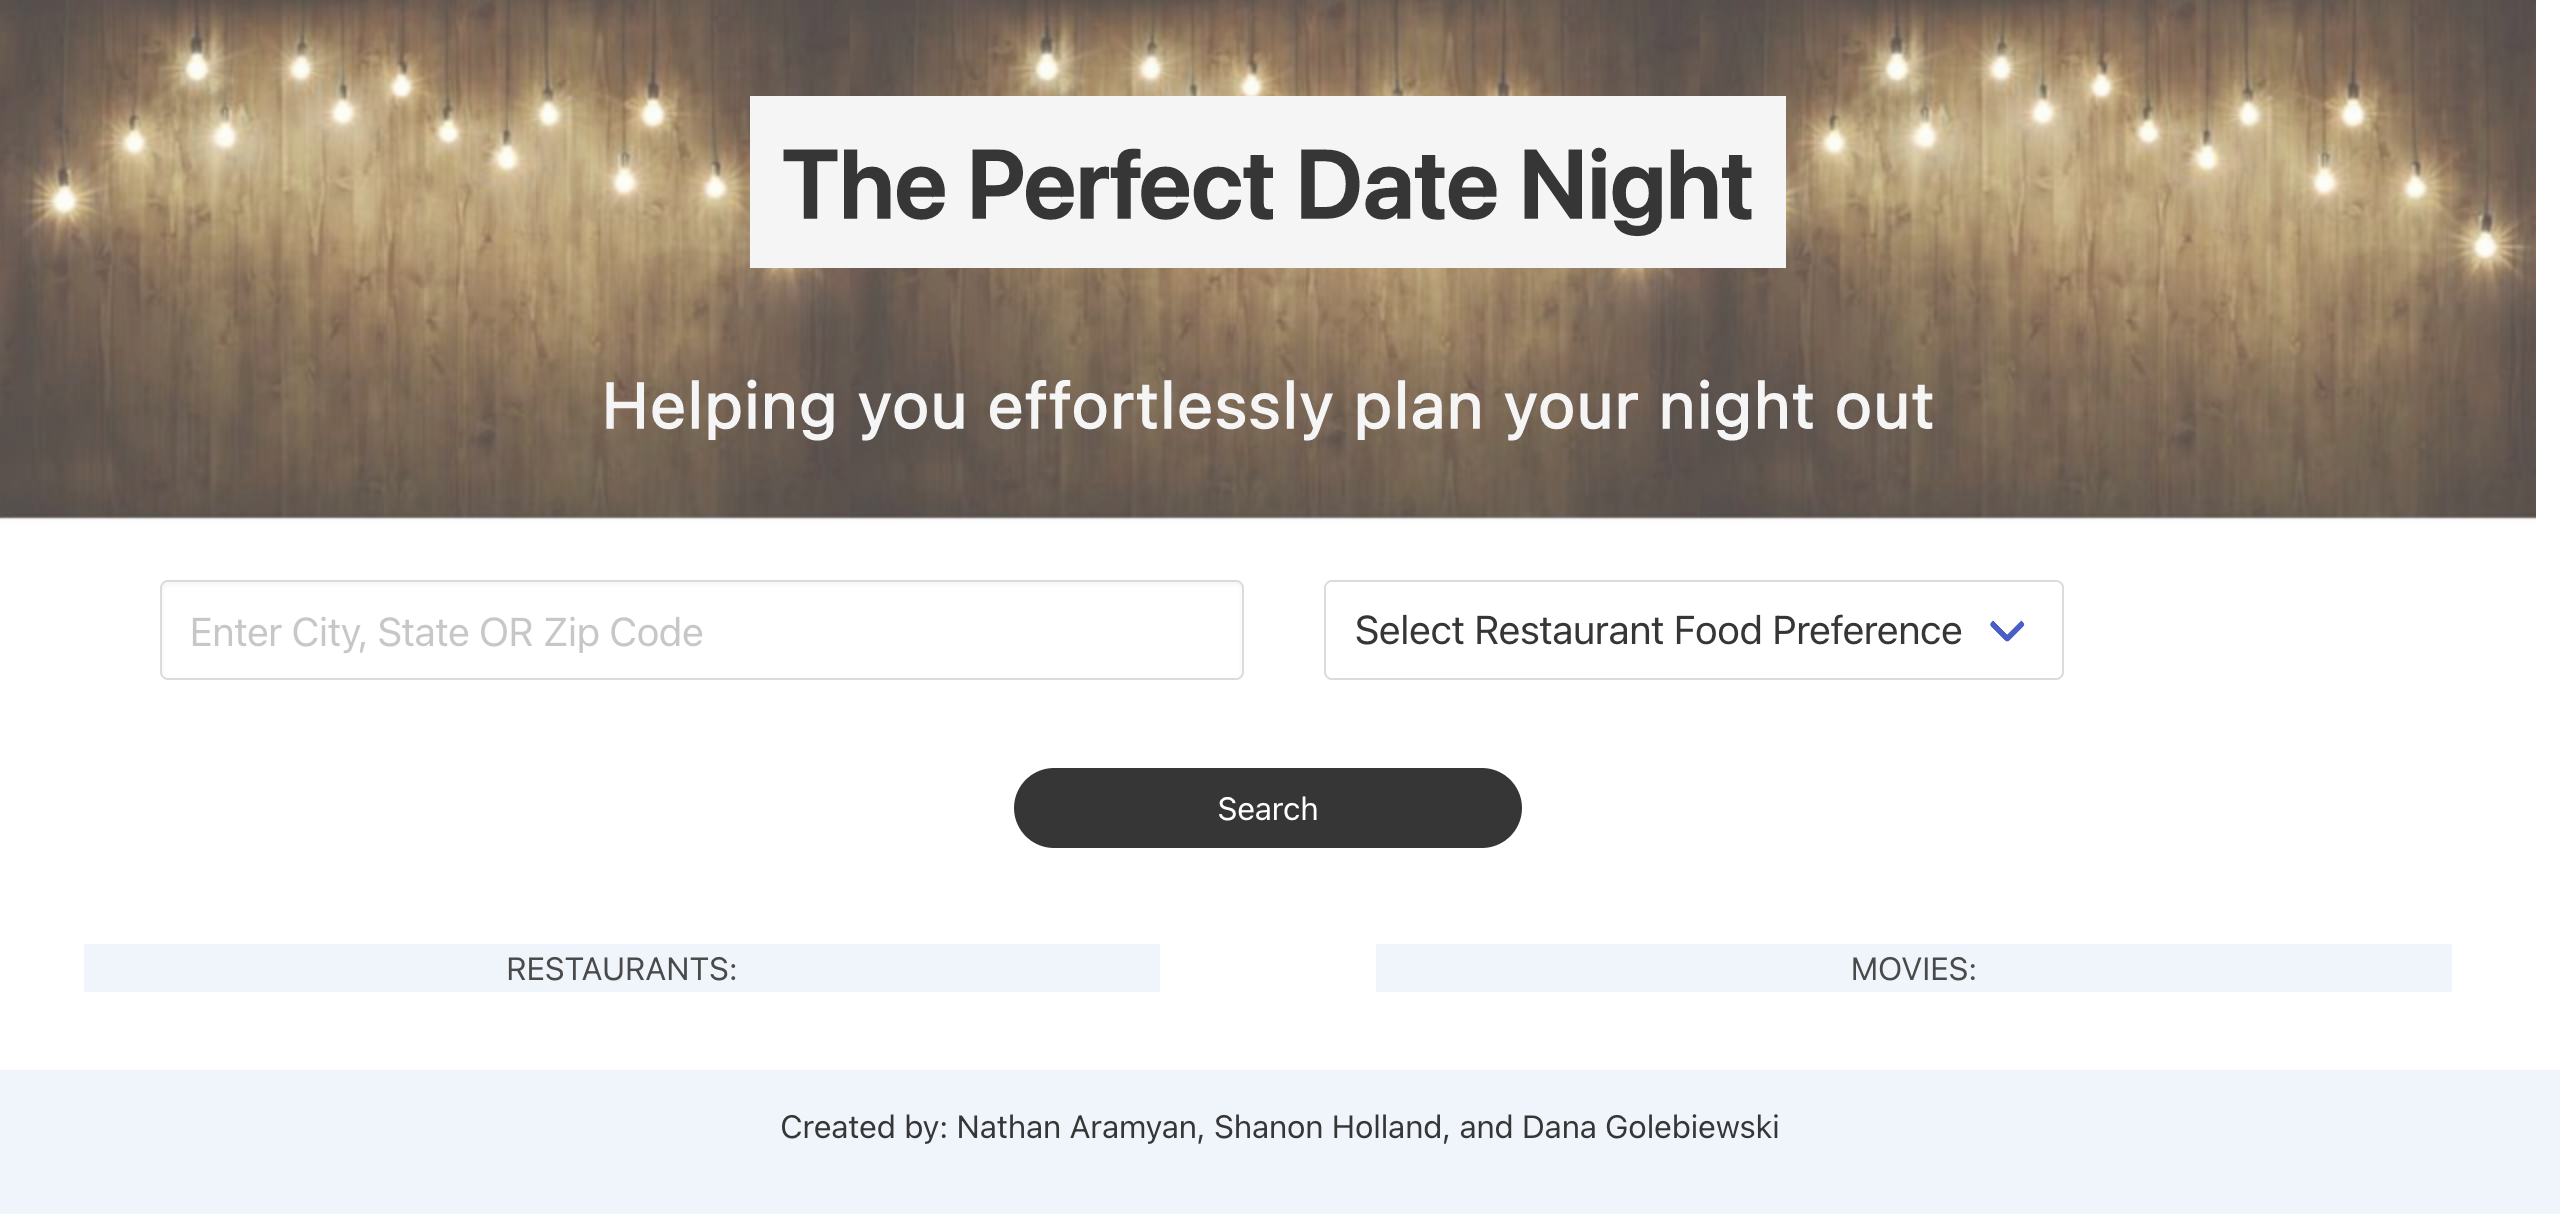 The Perfect Date Night
Helping you effortlessly plan your night out
Enter City, State OR Zip Code
Select Restaurant Food Preference
Search
RESTAURANTS:
MOVIES:
Created by: Nathan Aramyan, Shanon Holland, and Dana Golebiewski